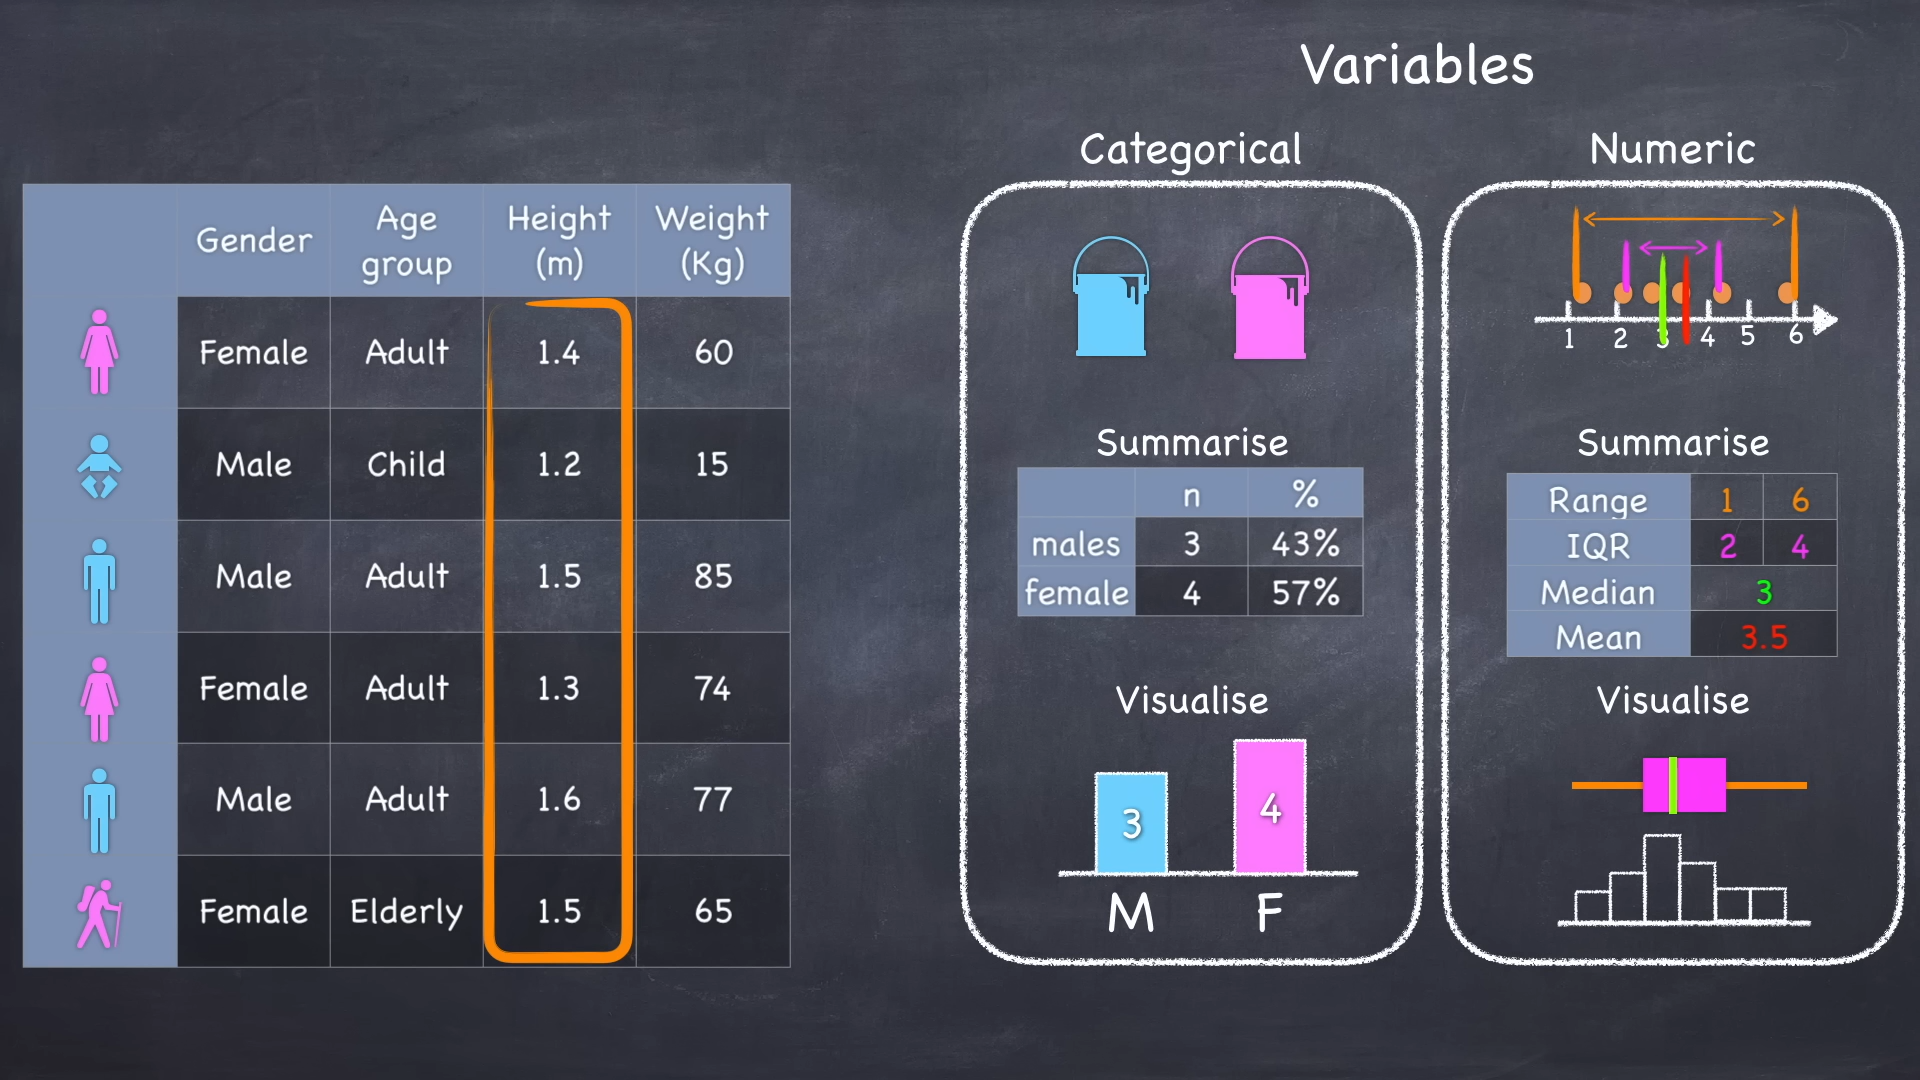 Variables
Gender Age group Height (m) Weight (Kg)
Female Adult 1.4 60
Male Child 1.2 15
Male Adult 1.5 85
Female Adult 1.3 74
Male Adult 1.6 77
Female Elderly 1.5 65
Categorical
Summarise
n %
males 3 43%
female 4 57%
Visualise
3 4
M F
Numeric
1 2 3 4 5 6
Summarise
Range 1 6
IQR 2 4
Median 3
Mean 3.5
Visualise